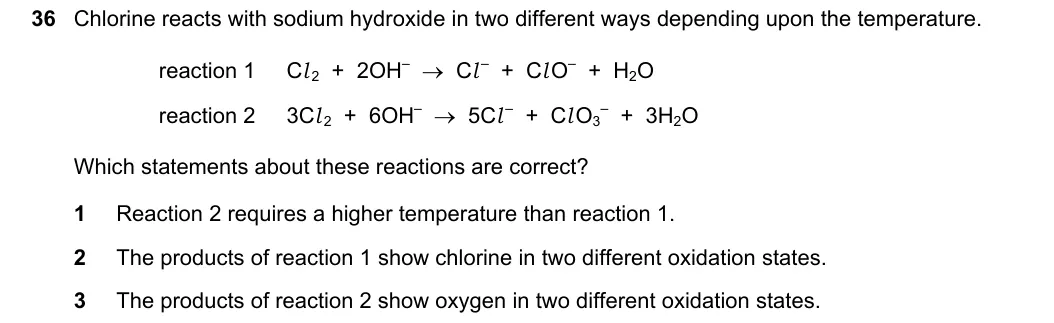 36 Chlorine reacts with sodium hydroxide in two different ways depending upon the temperature.
reaction 1 Cl₂ + 2OH⁻ → Cl⁻ + ClO⁻ + H₂O
reaction 2 3Cl₂ + 6OH⁻ → 5Cl⁻ + ClO₃⁻ + 3H₂O
Which statements about these reactions are correct?
1 Reaction 2 requires a higher temperature than reaction 1.
2 The products of reaction 1 show chlorine in two different oxidation states.
3 The products of reaction 2 show oxygen in two different oxidation states.